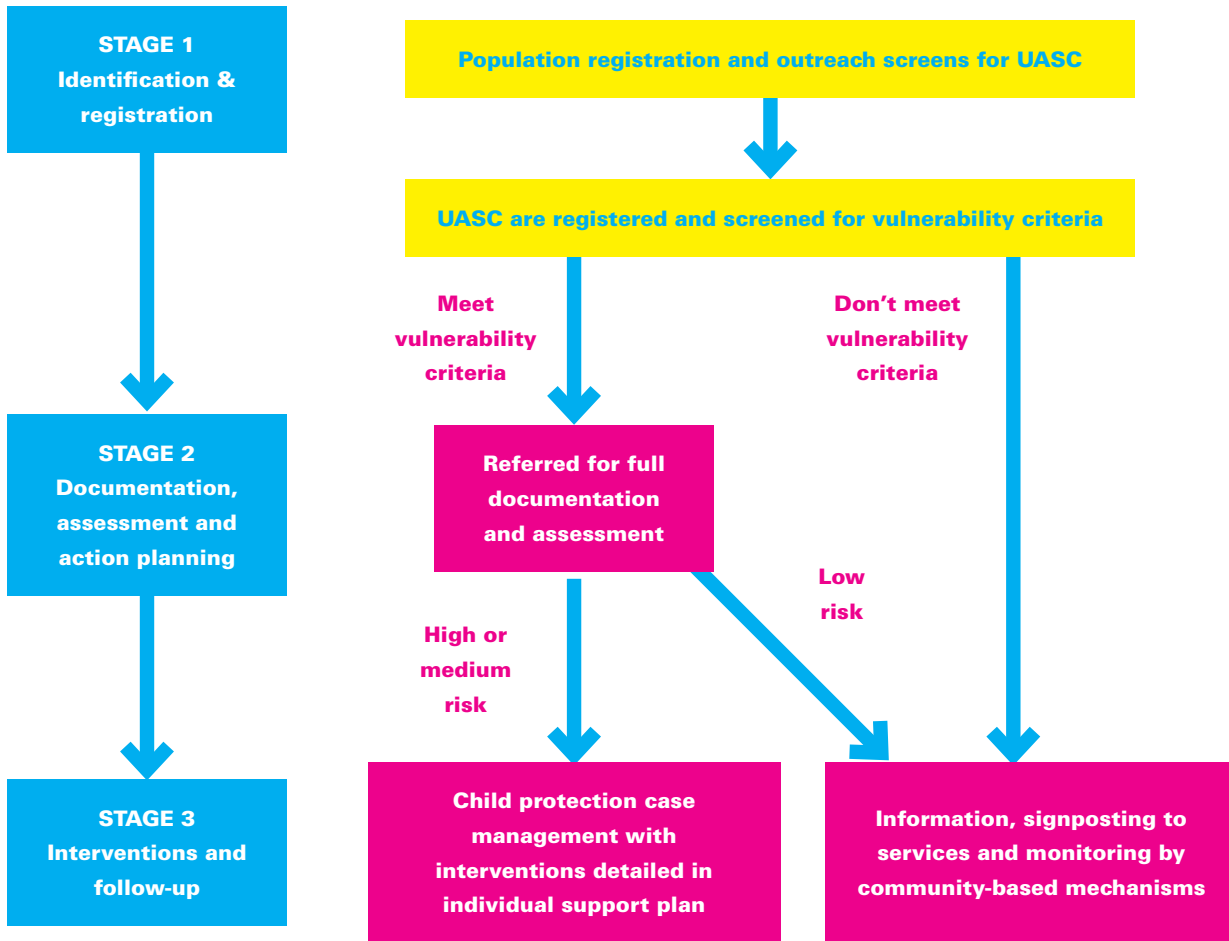 STAGE 1
Identification &
registration
Population registration and outreach screens for UASC
UASC are registered and screened for vulnerability criteria
Meet
vulnerability
criteria
Don't meet
vulnerability
criteria
STAGE 2
Documentation,
assessment and
action planning
Referred for full
documentation
and assessment
Low
risk
High or
medium
risk
STAGE 3
Interventions and
follow-up
Child protection case
management with
interventions detailed in
individual support plan
Information, signposting to
services and monitoring by
community-based mechanisms